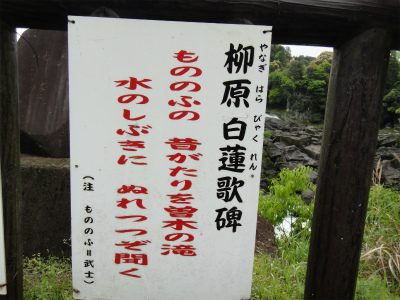 やなぎ はら びゃく れん
柳原 白蓮歌碑
もののふの 昔がたりを曽木の滝
水のしぶきに ぬれつつぞ聞く
(注 もののふ=武士)